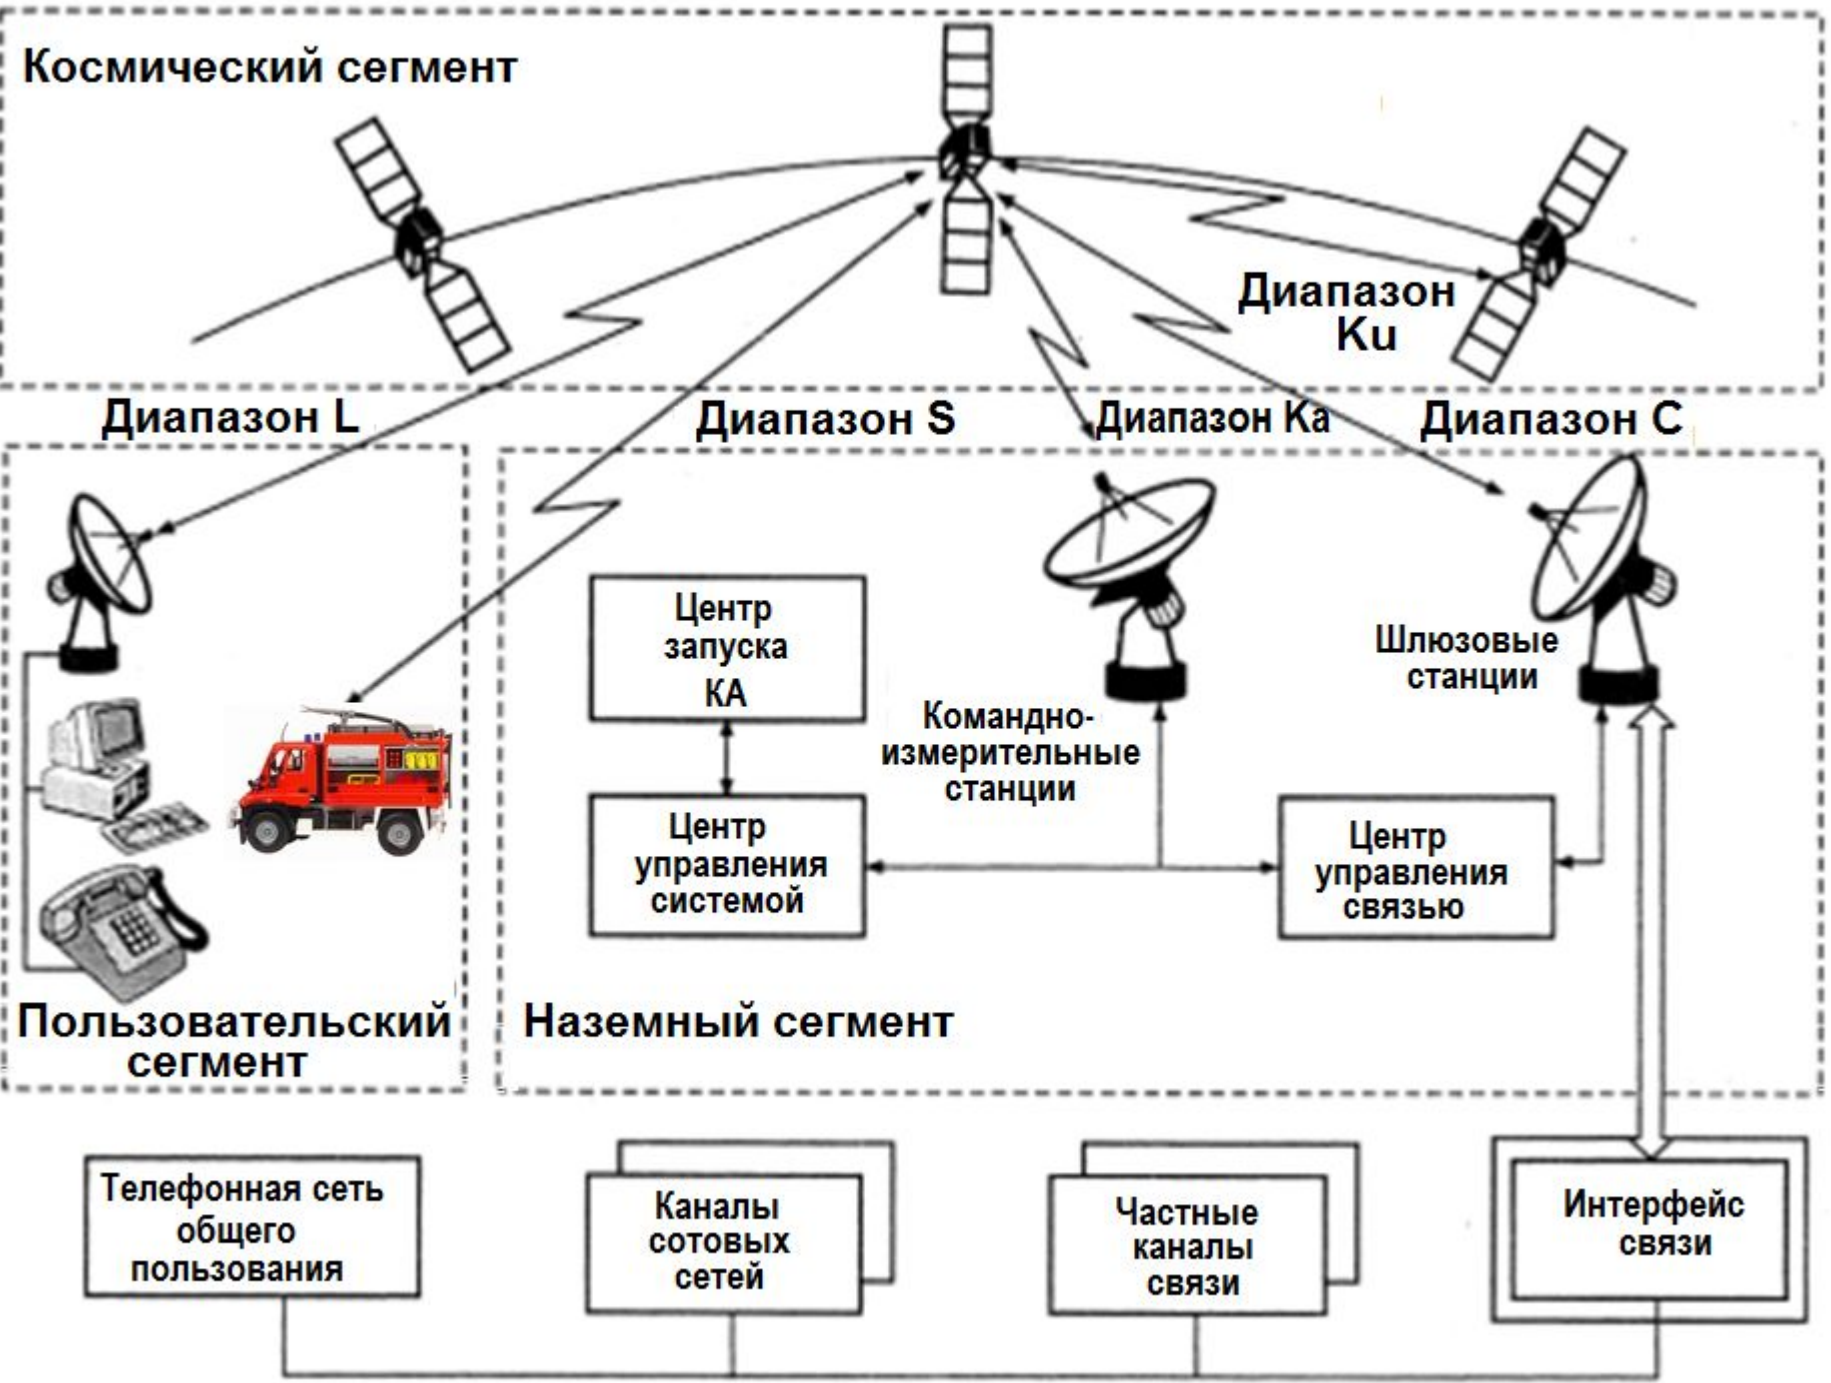 Космический сегмент
Диапазон
Ku
Диапазон L
Диапазон S
Диапазон Ka
Диапазон C
Центр
запуска
КА
Шлюзовые
станции
Командно-
измерительные
станции
Центр
управления
системой
Центр
управления
связью
Пользовательский
сегмент
Наземный сегмент
Телефонная сеть
общего
пользования
Каналы
сотовых
сетей
Частные
каналы
связи
Интерфейс
связи